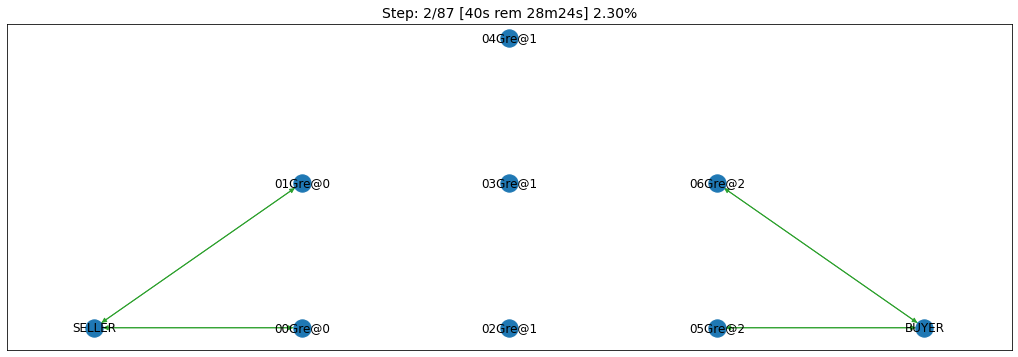 Step: 2/87 [40s rem 28m24s] 2.30%
04Gre@1
01Gre@0 03Gre@1 06Gre@2
SELLER 00Gre@0 02Gre@1 05Gre@2 BUYER